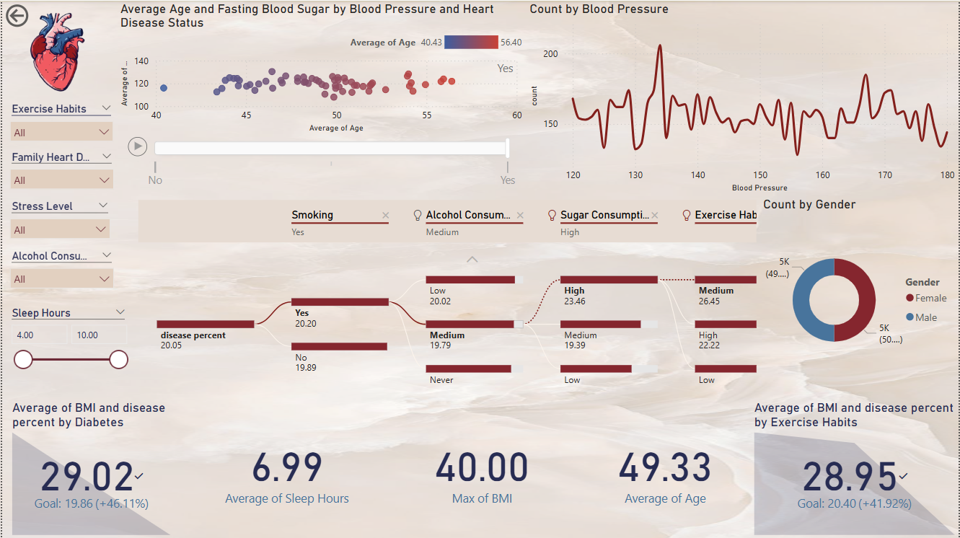 Average Age and Fasting Blood Sugar by Blood Pressure and Heart
Disease Status
Average of Age 40.43 56.40
Yes
Average of ...
140
120
100
40 45 50 55 60
Average of Age
No Yes
Count by Blood Pressure
count
200
150
120 130 140 150 160 170 180
Blood Pressure
Exercise Habits
All
Family Heart D...
All
Stress Level
All
Alcohol Consu...
All
Sleep Hours
4.00 10.00
Smoking
Yes
Alcohol Consum...
Medium
Sugar Consumpti...
High
Exercise Hab
disease percent
20.05
Yes
20.20
No
19.89
Low
20.02
Medium
19.79
Never
High
23.46
Medium
19.39
Low
Medium
26.45
High
22.22
Low
Count by Gender
5K
(49....)
5K
(50....)
Gender
Female
Male
Average of BMI and disease
percent by Diabetes
29.02
Goal: 19.86 (+46.11%)
6.99
Average of Sleep Hours
40.00
Max of BMI
49.33
Average of Age
Average of BMI and disease percent
by Exercise Habits
28.95
Goal: 20.40 (+41.92%)